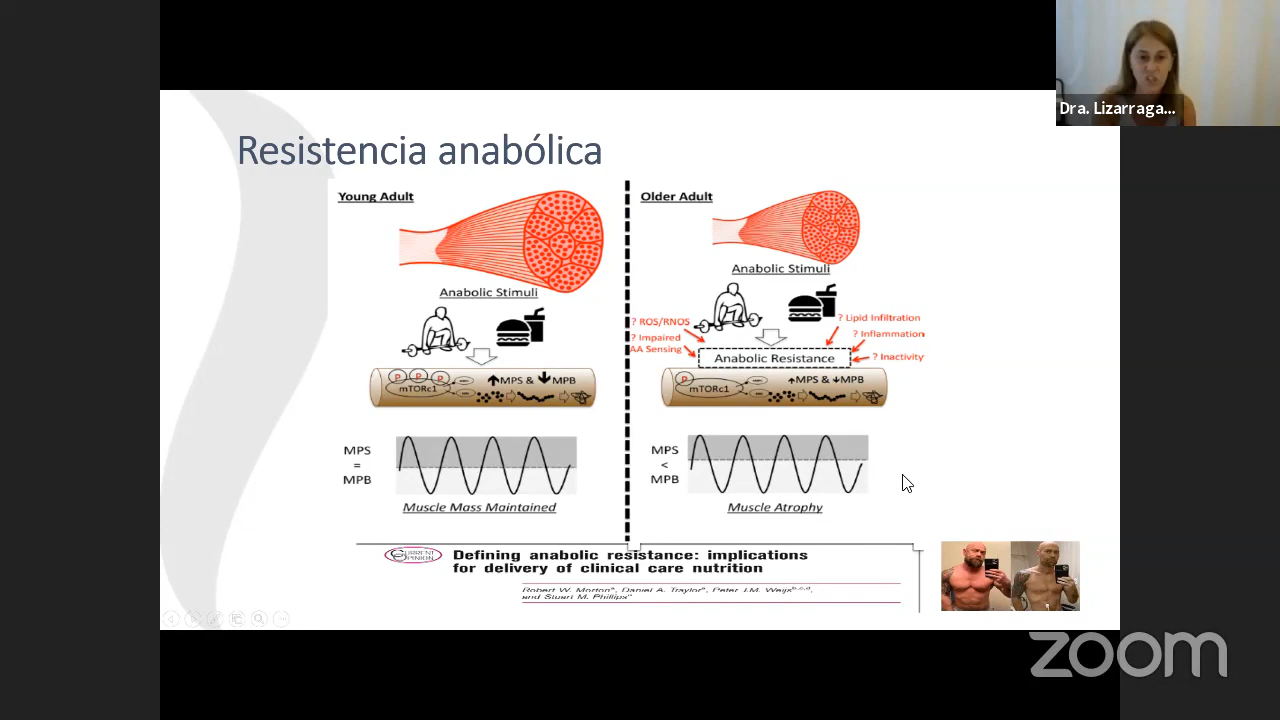 Dra. Lizarraga...
Resistencia anabólica
Young Adult
Anabolic Stimuli
P P P
mTORc1
MPS & MPB
MPS
=
MPB
Muscle Mass Maintained
Older Adult
Anabolic Stimuli
? ROS/RNOS
? Impaired
AA Sensing
? Lipid Infiltration
? Inflammation
? Inactivity
Anabolic Resistance
P
mTORc1
MPS & MPB
MPS
<
MPB
Muscle Atrophy
CURRENT
OPINION
Defining anabolic resistance: implications
for delivery of clinical care nutrition
Robert W. Morton, Daniel A. Traylor, Peter J.M. Weijs
and Stuart M. Phillips
zoom